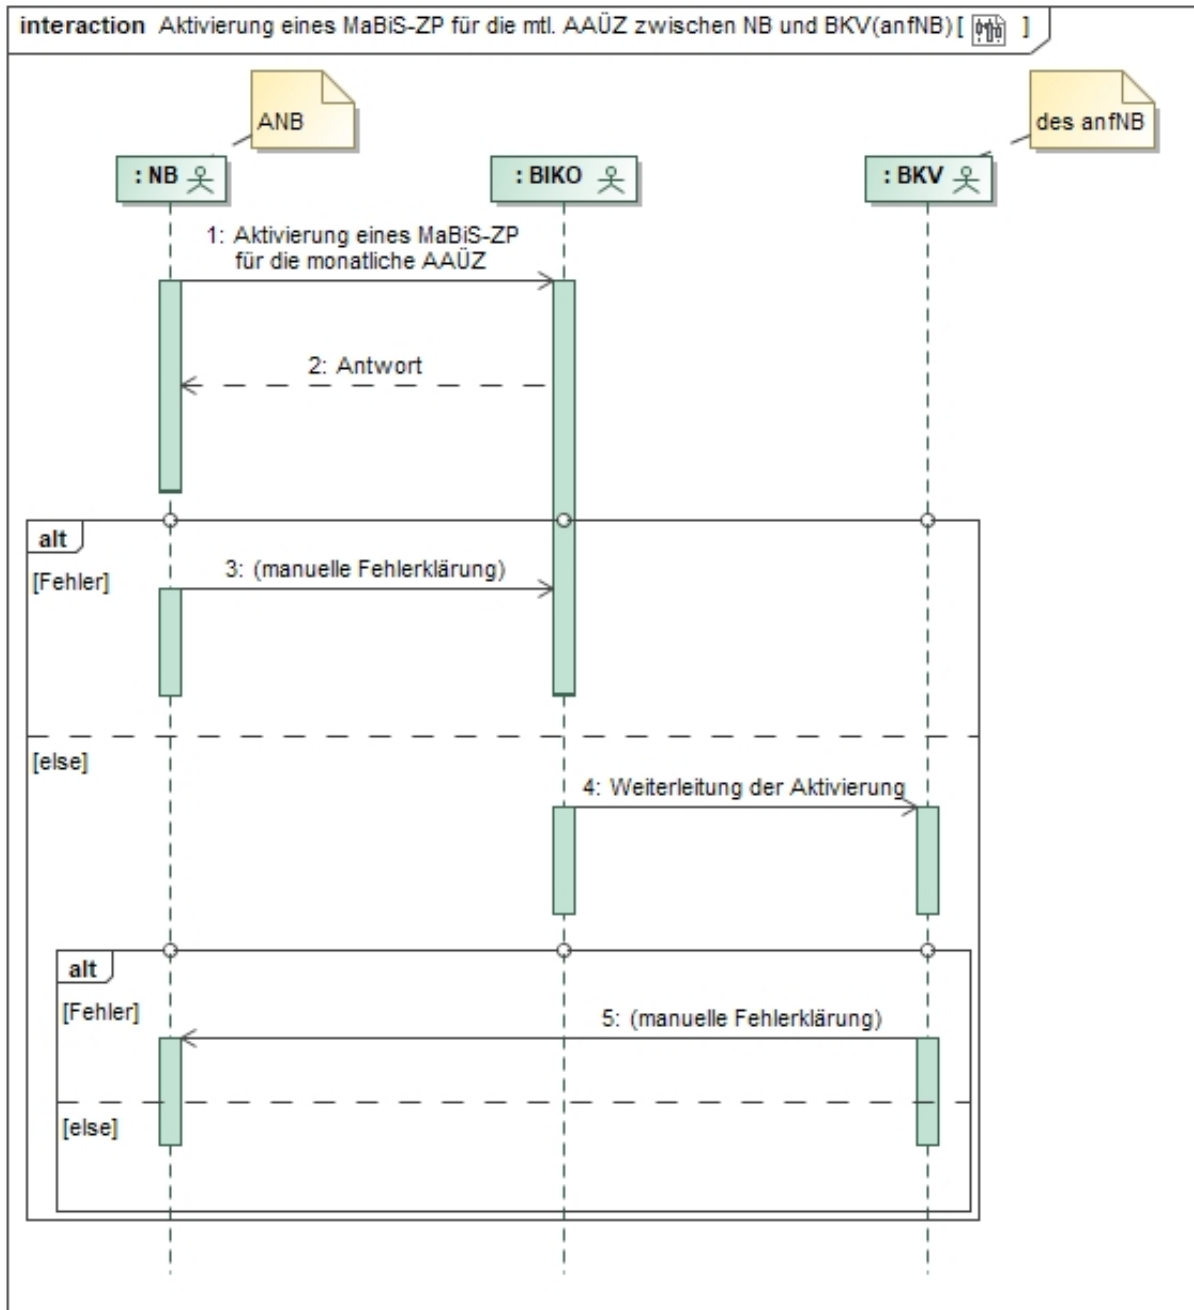 interaction Aktivierung eines MaBiS-ZP für die mtl. AAÜZ zwischen NB und BKV(anfNB)[ ]
ANB
des anfNB
: NB
: BIKO
: BKV
1: Aktivierung eines MaBiS-ZP
für die monatliche AAÜZ
2: Antwort
alt
[Fehler]
3: (manuelle Fehlerklärung)
[else]
4: Weiterleitung der Aktivierung
alt
[Fehler]
5: (manuelle Fehlerklärung)
[else]